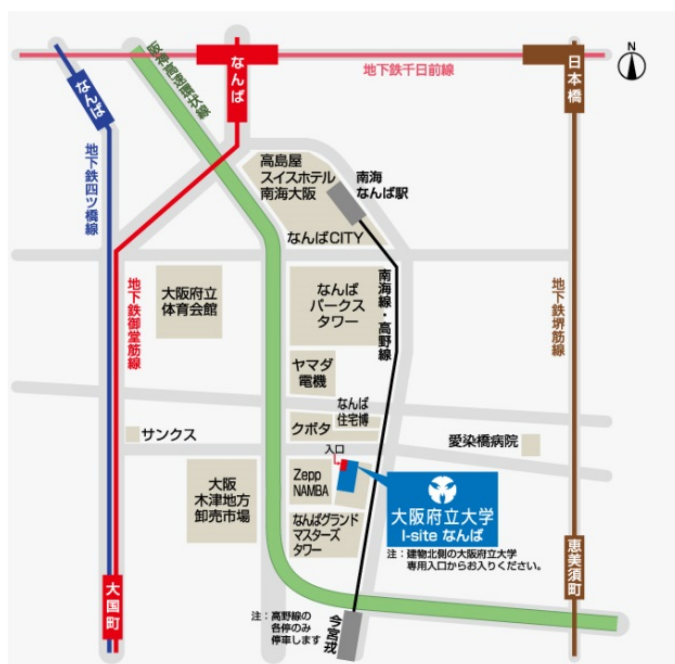 N
地下鉄千日前線
なんば
なんば
日本橋
阪神高速環状線
地下鉄四ツ橋線
高島屋
スイスホテル
南海大阪
南海
なんば駅
なんばCITY
地下鉄御堂筋線
大阪府立
体育会館
なんば
パークス
タワー
南海線・高野線
地下鉄堺筋線
ヤマダ
電機
なんば
住宅博
クボタ
サンクス
愛染橋病院
入口
大阪
木津地方
卸売市場
Zepp
NAMBA
大阪府立大学
I-site なんば
なんばグランド
マスターズ
タワー
注：建物北側の大阪府立大学
専用入口からお入りください。
大国町
恵美須町
注：高野線の
各停のみ
停車します
今宮戎